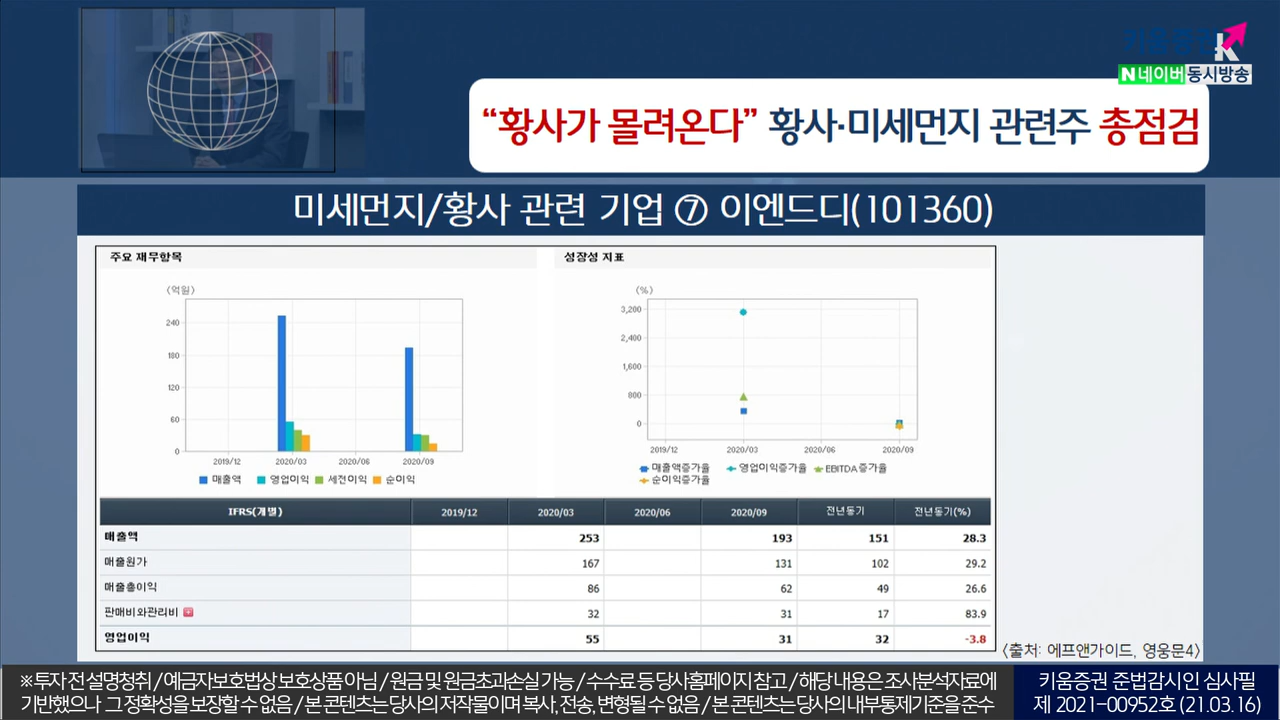 키움증권
N 네이버 동시방송
“황사가 몰려온다” 황사·미세먼지 관련주 총점검
미세먼지/황사 관련 기업 ⑦ 이엔드디(101360)
주요 재무항목
(억원)
240
180
120
60
0
2019/12 2020/03 2020/06 2020/09
매출액 영업이익 세전이익 순이익
성장성 지표
(%)
3,200
2,400
1,600
800
0
2019/12 2020/03 2020/06 2020/09
매출액증가율 영업이익증가율 EBITDA증가율
순이익증가율
IFRS(개별) 2019/12 2020/03 2020/06 2020/09 전년동기 전년동기(%)
매출액 253 193 151 28.3
매출원가 167 131 102 29.2
매출총이익 86 62 49 26.6
판매비와관리비 32 31 17 83.9
영업이익 55 31 32 -3.8
<출처: 에프앤가이드, 영웅문4>
※ 투자 전 설명청취 / 예금자보호법상 보호상품 아님 / 원금 및 원금초과손실 가능 / 수수료 등 당사홈페이지 참고 / 해당 내용은 조사분석자료에
기반했으나 그 정확성을 보장할 수 없음 / 본 콘텐츠는 당사의 저작물이며 복사, 전송, 변형될 수 없음 / 본 콘텐츠는 당사의 내부통제기준을 준수
키움증권 준법감시인 심사필
제 2021-00952호 (21.03.16)